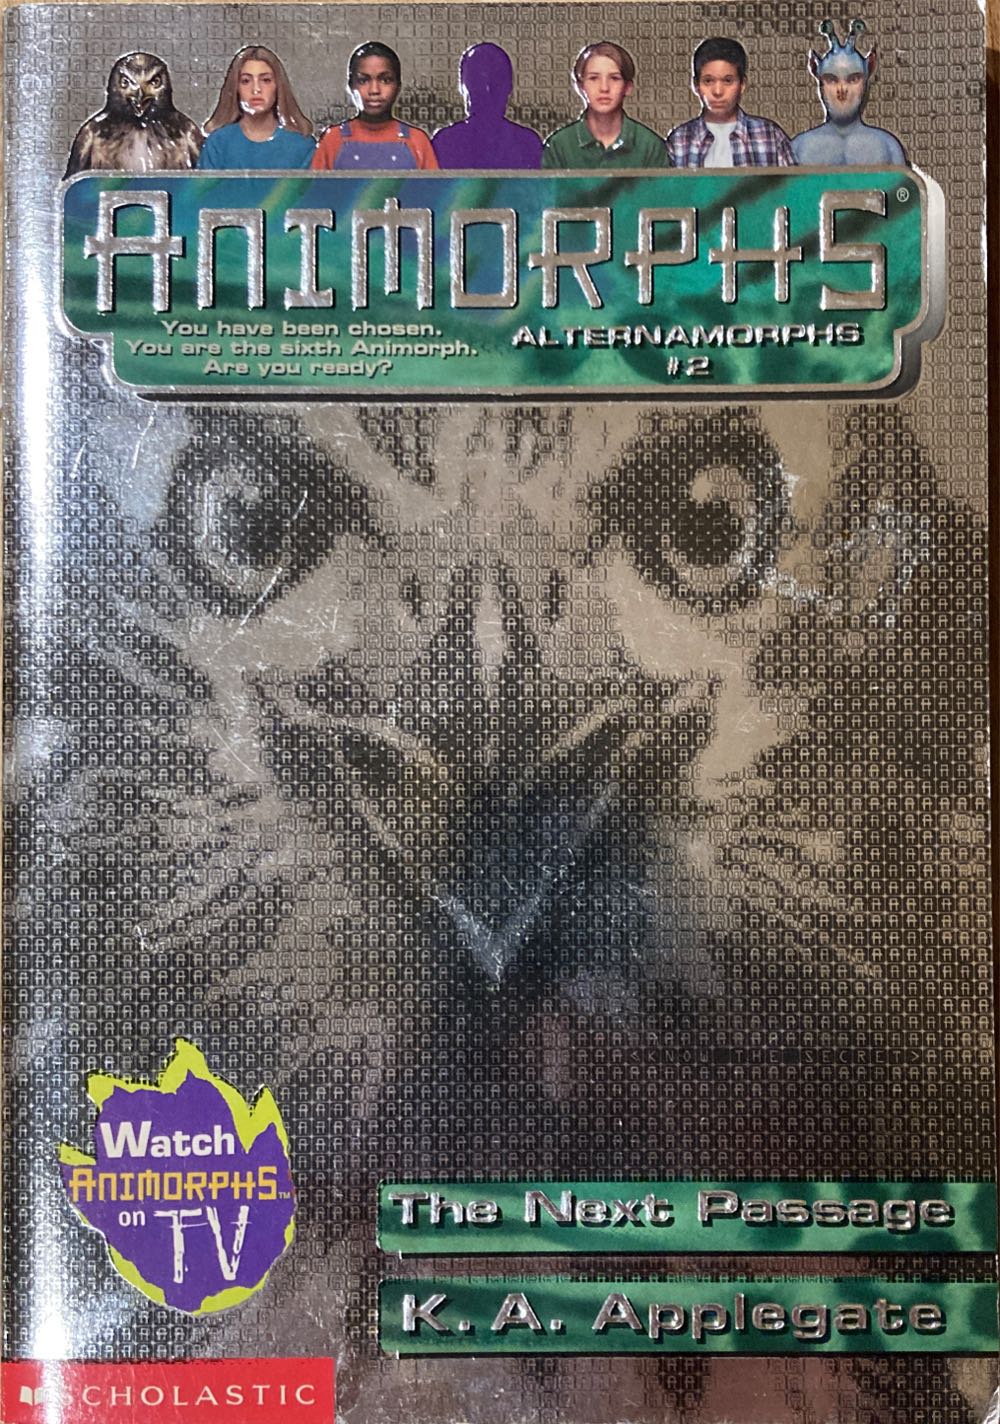 ANIMORPHS®
You have been chosen.
You are the sixth Animorph.
Are you ready?
ALTERNAMORPHS
#2
<KNOW THE SECRET>
Watch
ANIMORPHS™
on TV
The Next Passage
K. A. Applegate
SCHOLASTIC